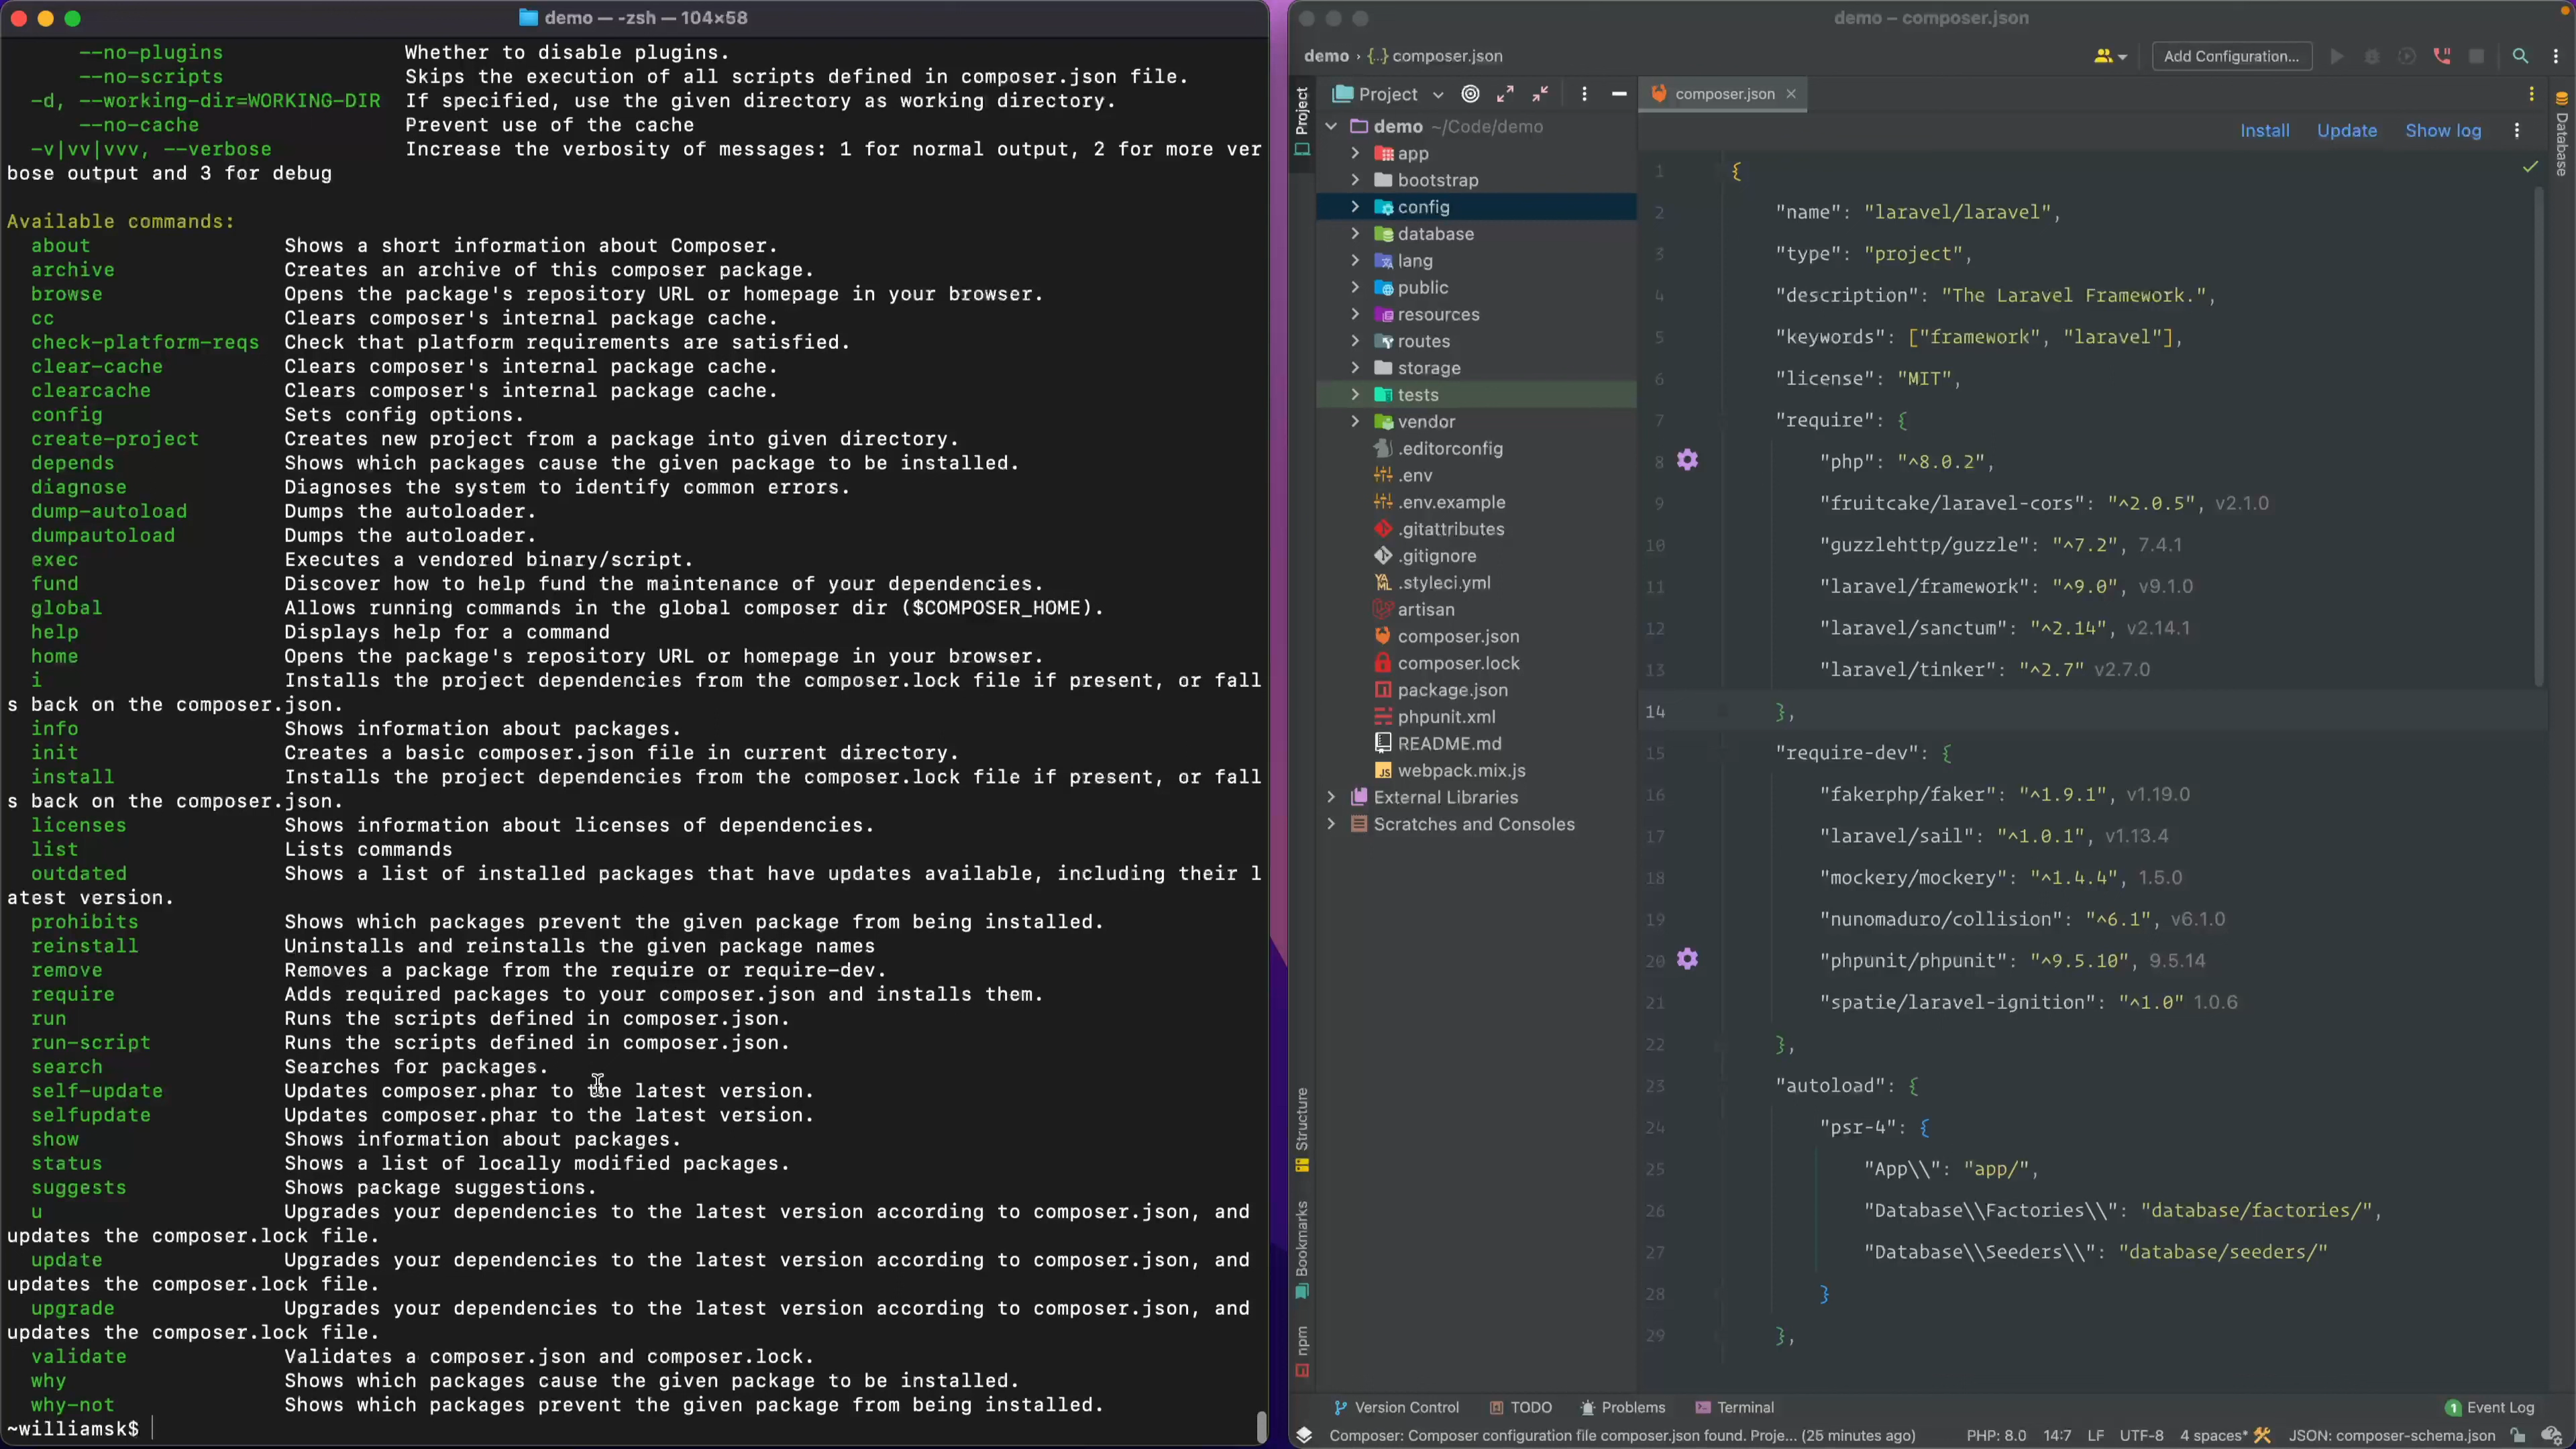 demo — -zsh — 104×58
--no-plugins Whether to disable plugins.
--no-scripts Skips the execution of all scripts defined in composer.json file.
-d, --working-dir=WORKING-DIR If specified, use the given directory as working directory.
--no-cache Prevent use of the cache
-v|vv|vvv, --verbose Increase the verbosity of messages: 1 for normal output, 2 for more ver
bose output and 3 for debug
Available commands:
about Shows a short information about Composer.
archive Creates an archive of this composer package.
browse Opens the package's repository URL or homepage in your browser.
cc Clears composer's internal package cache.
check-platform-reqs Check that platform requirements are satisfied.
clear-cache Clears composer's internal package cache.
clearcache Clears composer's internal package cache.
config Sets config options.
create-project Creates new project from a package into given directory.
depends Shows which packages cause the given package to be installed.
diagnose Diagnoses the system to identify common errors.
dump-autoload Dumps the autoloader.
dumpautoload Dumps the autoloader.
exec Executes a vendored binary/script.
fund Discover how to help fund the maintenance of your dependencies.
global Allows running commands in the global composer dir ($COMPOSER_HOME).
help Displays help for a command
home Opens the package's repository URL or homepage in your browser.
i Installs the project dependencies from the composer.lock file if present, or fall
s back on the composer.json.
info Shows information about packages.
init Creates a basic composer.json file in current directory.
install Installs the project dependencies from the composer.lock file if present, or fall
s back on the composer.json.
licenses Shows information about licenses of dependencies.
list Lists commands
outdated Shows a list of installed packages that have updates available, including their l
atest version.
prohibits Shows which packages prevent the given package from being installed.
reinstall Uninstalls and reinstalls the given package names
remove Removes a package from the require or require-dev.
require Adds required packages to your composer.json and installs them.
run Runs the scripts defined in composer.json.
run-script Runs the scripts defined in composer.json.
search Searches for packages.
self-update Updates composer.phar to the latest version.
selfupdate Updates composer.phar to the latest version.
show Shows information about packages.
status Shows a list of locally modified packages.
suggests Shows package suggestions.
u Upgrades your dependencies to the latest version according to composer.json, and
updates the composer.lock file.
update Upgrades your dependencies to the latest version according to composer.json, and
updates the composer.lock file.
upgrade Upgrades your dependencies to the latest version according to composer.json, and
updates the composer.lock file.
validate Validates a composer.json and composer.lock.
why Shows which packages cause the given package to be installed.
why-not Shows which packages prevent the given package from being installed.
~williamsk$
demo – composer.json
demo › composer.json
Add Configuration...
Project
Structure
Bookmarks
npm
Project
demo ~/Code/demo
app
bootstrap
config
database
lang
public
resources
routes
storage
tests
vendor
.editorconfig
.env
.env.example
.gitattributes
.gitignore
.styleci.yml
artisan
composer.json
composer.lock
package.json
phpunit.xml
README.md
webpack.mix.js
External Libraries
Scratches and Consoles
composer.json
Install Update Show log
Database
1 {
2 "name": "laravel/laravel",
3 "type": "project",
4 "description": "The Laravel Framework.",
5 "keywords": ["framework", "laravel"],
6 "license": "MIT",
7 "require": {
8 "php": "^8.0.2",
9 "fruitcake/laravel-cors": "^2.0.5", v2.1.0
10 "guzzlehttp/guzzle": "^7.2", 7.4.1
11 "laravel/framework": "^9.0", v9.1.0
12 "laravel/sanctum": "^2.14", v2.14.1
13 "laravel/tinker": "^2.7" v2.7.0
14 },
15 "require-dev": {
16 "fakerphp/faker": "^1.9.1", v1.19.0
17 "laravel/sail": "^1.0.1", v1.13.4
18 "mockery/mockery": "^1.4.4", 1.5.0
19 "nunomaduro/collision": "^6.1", v6.1.0
20 "phpunit/phpunit": "^9.5.10", 9.5.14
21 "spatie/laravel-ignition": "^1.0" 1.0.6
22 },
23 "autoload": {
24 "psr-4": {
25 "App\\": "app/",
26 "Database\\Factories\\": "database/factories/",
27 "Database\\Seeders\\": "database/seeders/"
28 }
29 },
Version Control TODO Problems Terminal 1 Event Log
Composer: Composer configuration file composer.json found. Proje... (25 minutes ago) PHP: 8.0 14:7 LF UTF-8 4 spaces* JSON: composer-schema.json